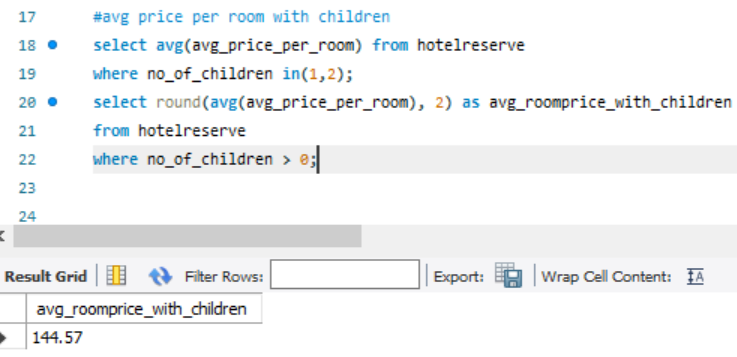 17 #avg price per room with children
18 select avg(avg_price_per_room) from hotelreserve
19 where no_of_children in(1,2);
20 select round(avg(avg_price_per_room), 2) as avg_roomprice_with_children
21 from hotelreserve
22 where no_of_children > 0;
23
24
Result Grid Filter Rows: Export: Wrap Cell Content: IA
avg_roomprice_with_children
144.57